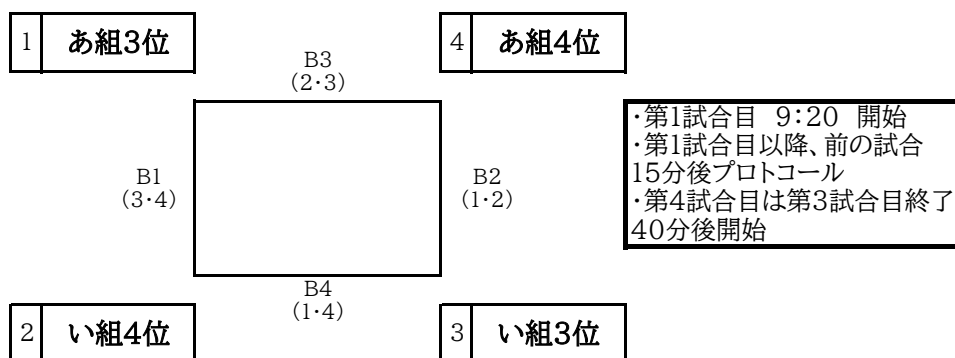 1 あ組3位
4 あ組4位
B3
(2・3)
B1
(3・4)
B2
(1・2)
・第1試合目 9：20 開始
・第1試合目以降、前の試合
15分後プロトコール
・第4試合目は第3試合目終了
40分後開始
B4
(1・4)
2 い組4位
3 い組3位